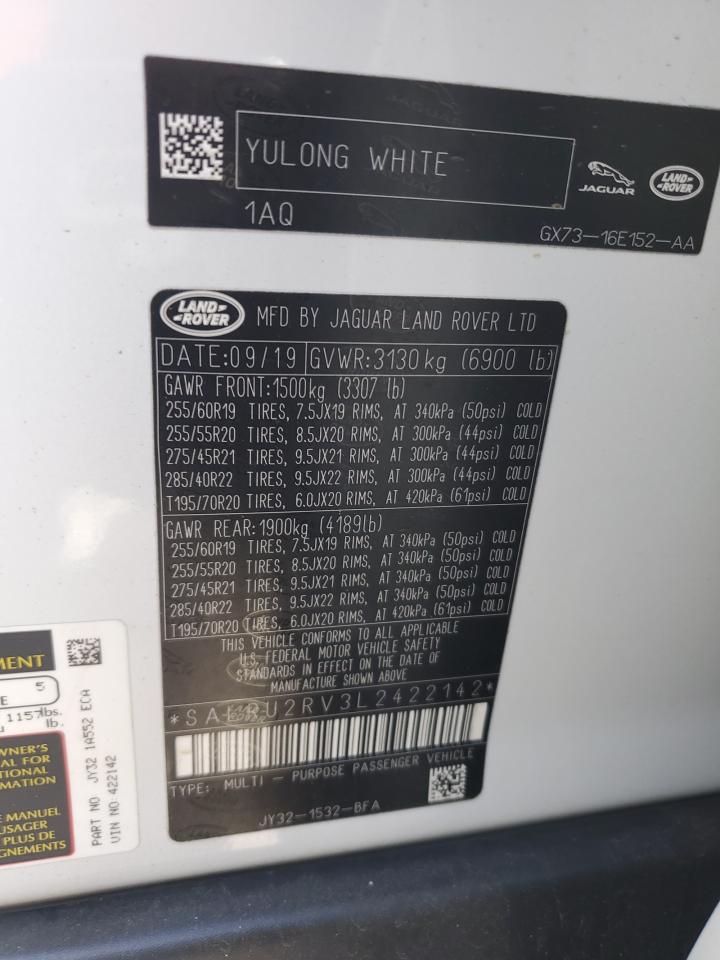 YULONG WHITE
JAGUAR
LAND ROVER
1AQ
GX73-16E152-AA
LAND ROVER
MFD BY JAGUAR LAND ROVER LTD
DATE:09/19 GVWR:3130 kg (6900 lb)
GAWR FRONT:1500kg (3307 lb)
255/60R19 TIRES, 7.5JX19 RIMS, AT 340kPa (50psi) COLD
255/55R20 TIRES, 8.5JX20 RIMS, AT 300kPa (44psi) COLD
275/45R21 TIRES, 9.5JX21 RIMS, AT 300kPa (44psi) COLD
285/40R22 TIRES, 9.5JX22 RIMS, AT 300kPa (44psi) COLD
T195/70R20 TIRES, 6.0JX20 RIMS, AT 420kPa (61psi) COLD
GAWR REAR:1900kg (4189lb)
255/60R19 TIRES, 7.5JX19 RIMS, AT 340kPa (50psi) COLD
255/55R20 TIRES, 8.5JX20 RIMS, AT 340kPa (50psi) COLD
275/45R21 TIRES, 9.5JX21 RIMS, AT 340kPa (50psi) COLD
285/40R22 TIRES, 9.5JX22 RIMS, AT 340kPa (50psi) COLD
T195/70R20 TIRES, 6.0JX20 RIMS, AT 420kPa (61psi) COLD
THIS VEHICLE CONFORMS TO ALL APPLICABLE
U.S. FEDERAL MOTOR VEHICLE SAFETY
STANDARDS IN EFFECT ON THE DATE OF
MANUFACTURE SHOWN ABOVE
TYPE: MULTI - PURPOSE PASSENGER VEHICLE
JY32-1532-BFA
5
1157lbs.
lb.
MANUEL
PLUS DE
PART NO JY32 1A552 ECA
VIN NO 422142